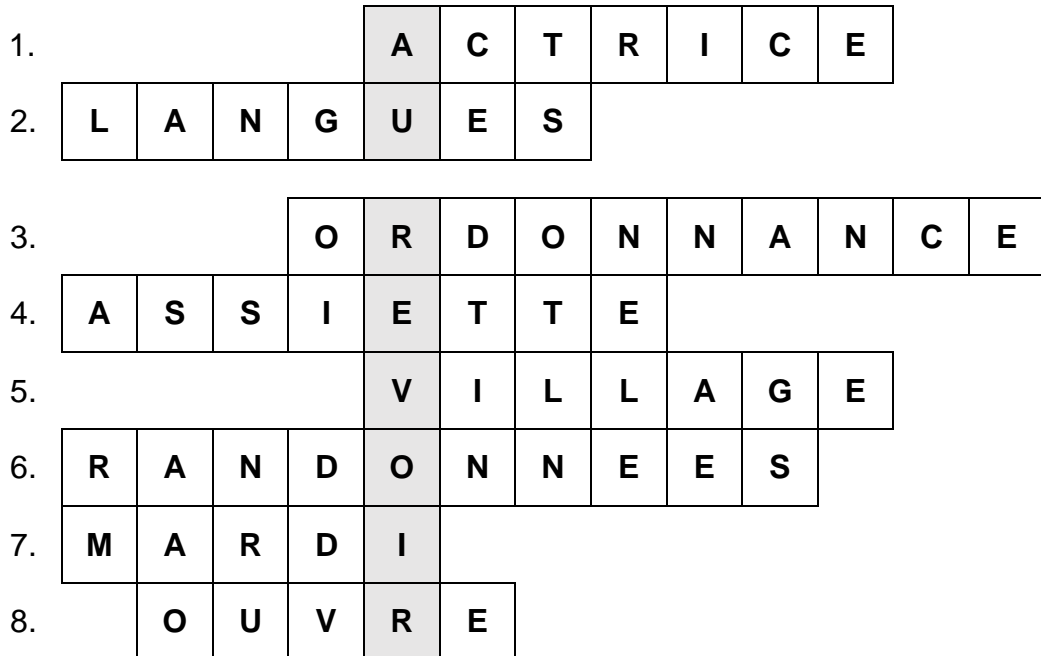 1. A C T R I C E
2. L A N G U E S
3. O R D O N N A N C E
4. A S S I E T T E
5. V I L L A G E
6. R A N D O N N E E S
7. M A R D I
8. O U V R E